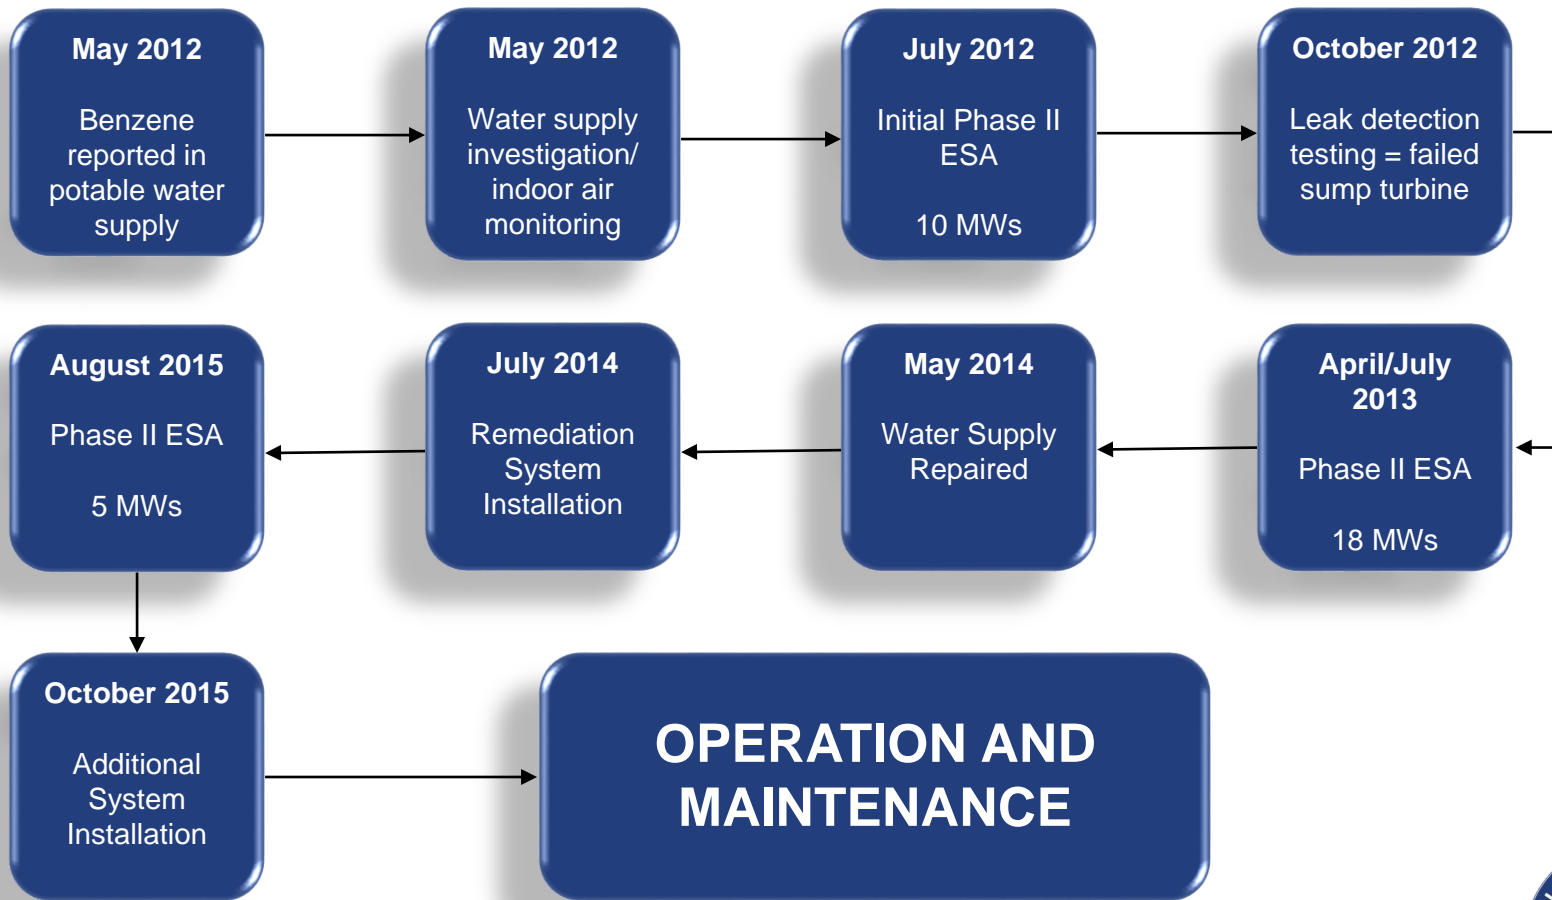 May 2012
Benzene
reported in
potable water
supply
May 2012
Water supply
investigation/
indoor air
monitoring
July 2012
Initial Phase II
ESA
10 MWs
October 2012
Leak detection
testing = failed
sump turbine
April/July
2013
Phase II ESA
18 MWs
May 2014
Water Supply
Repaired
July 2014
Remediation
System
Installation
August 2015
Phase II ESA
5 MWs
October 2015
Additional
System
Installation
OPERATION AND
MAINTENANCE